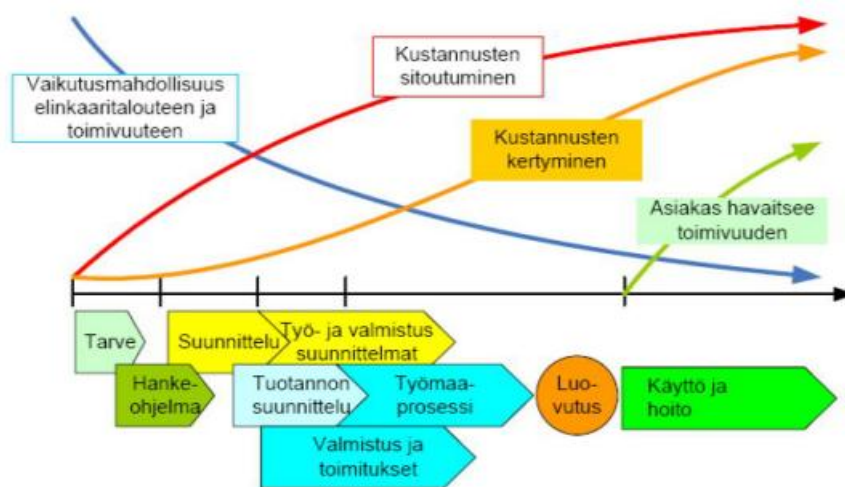 Kustannusten
sitoutuminen
Vaikutusmahdollisuus
elinkaaritalouteen ja
toimivuuteen
Kustannusten
kertyminen
Asiakas havaitsee
toimivuuden
Tarve
Suunnittelu
Työ- ja valmistus
suunnittelmat
Hanke-
ohjelma
Tuotannon
suunnittelu
Työmaa-
prosessi
Luo-
vutus
Käyttö ja
hoito
Valmistus ja
toimitukset